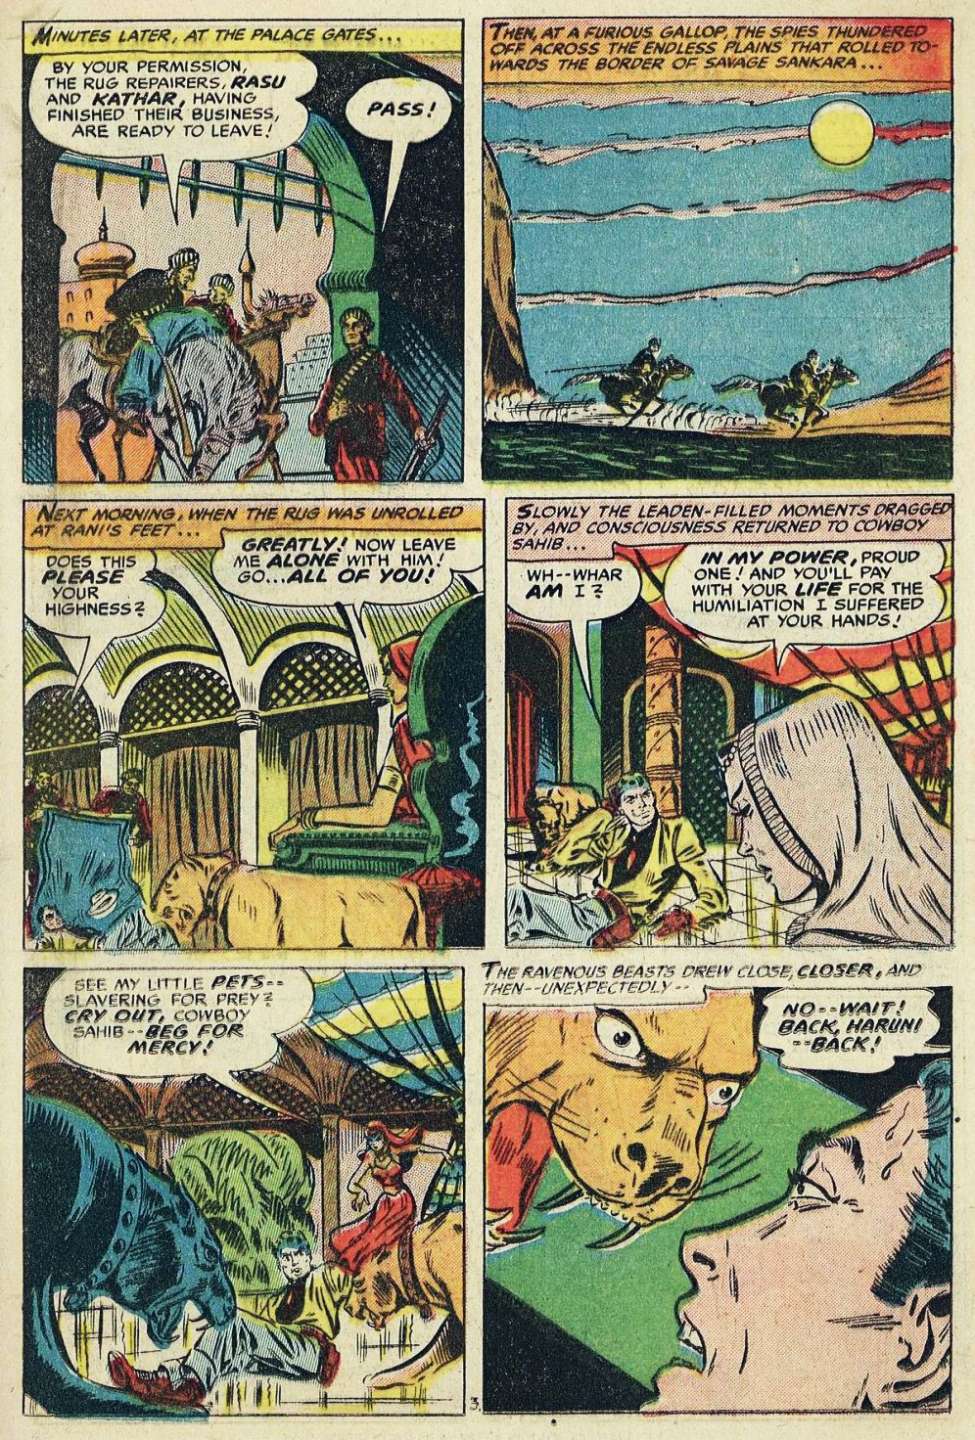 MINUTES LATER, AT THE PALACE GATES...
BY YOUR PERMISSION,
THE RUG REPAIRERS, RASU
AND KATHAR, HAVING
FINISHED THEIR BUSINESS,
ARE READY TO LEAVE!
PASS!
THEN, AT A FURIOUS GALLOP, THE SPIES THUNDERED
OFF ACROSS THE ENDLESS PLAINS THAT ROLLED TO-
WARDS THE BORDER OF SAVAGE SANKARA...
NEXT MORNING, WHEN THE RUG WAS UNROLLED
AT RANI'S FEET...
DOES THIS
PLEASE
YOUR
HIGHNESS?
GREATLY! NOW LEAVE
ME ALONE WITH HIM!
GO...ALL OF YOU!
SLOWLY THE LEADEN-FILLED MOMENTS DRAGGED
BY, AND CONSCIOUSNESS RETURNED TO COWBOY
SAHIB...
WH--WHAR
AM I?
IN MY POWER, PROUD
ONE! AND YOU'LL PAY
WITH YOUR LIFE FOR THE
HUMILIATION I SUFFERED
AT YOUR HANDS!
SEE MY LITTLE PETS--
SLAVERING FOR PREY?
CRY OUT, COWBOY
SAHIB--BEG FOR
MERCY!
THE RAVENOUS BEASTS DREW CLOSE, CLOSER, AND
THEN--UNEXPECTEDLY--
NO--WAIT!
BACK, HARUN!
--BACK!
3.